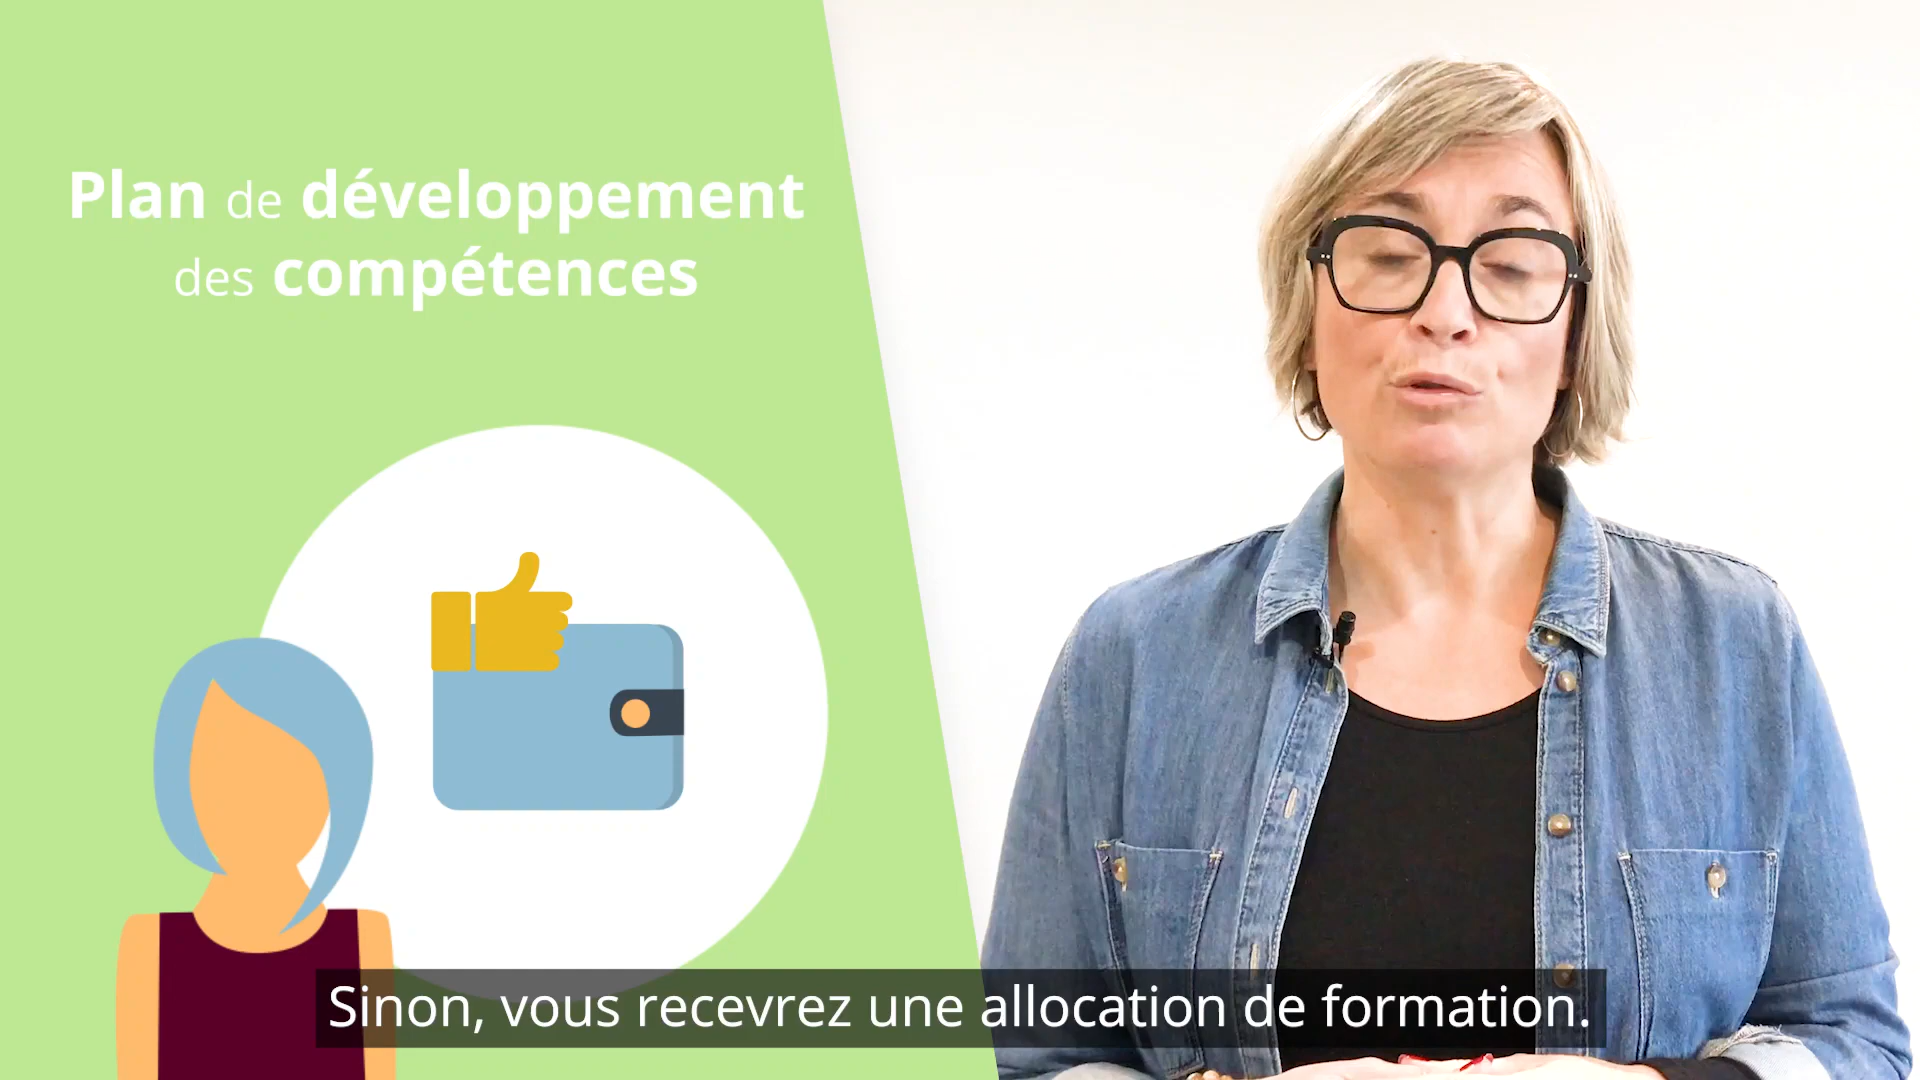 Plan de développement
des compétences
Sinon, vous recevrez une allocation de formation.